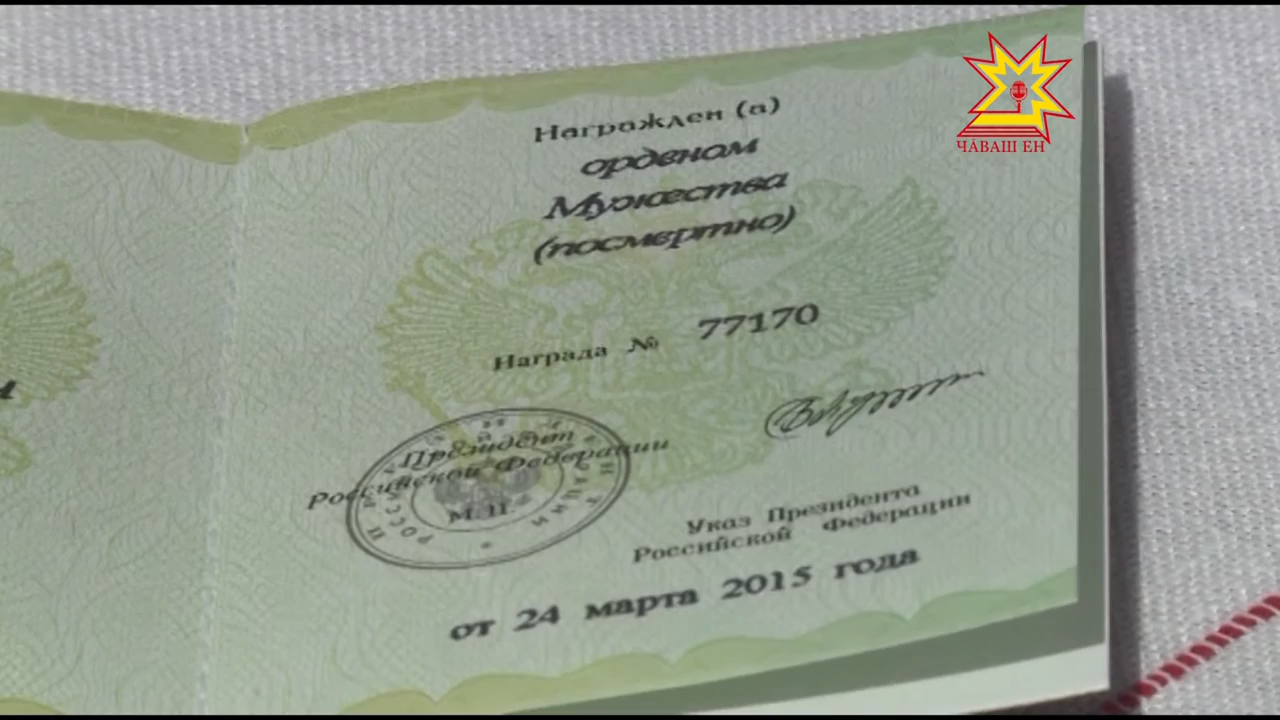 ЧĂВАШ ЕН
Награжден (а)
орденом
Мужества
(посмертно)
Награда № 77170
Президент
Российской Федерации
М.П.
Указ Президента
Российской Федерации
от 24 марта 2015 года